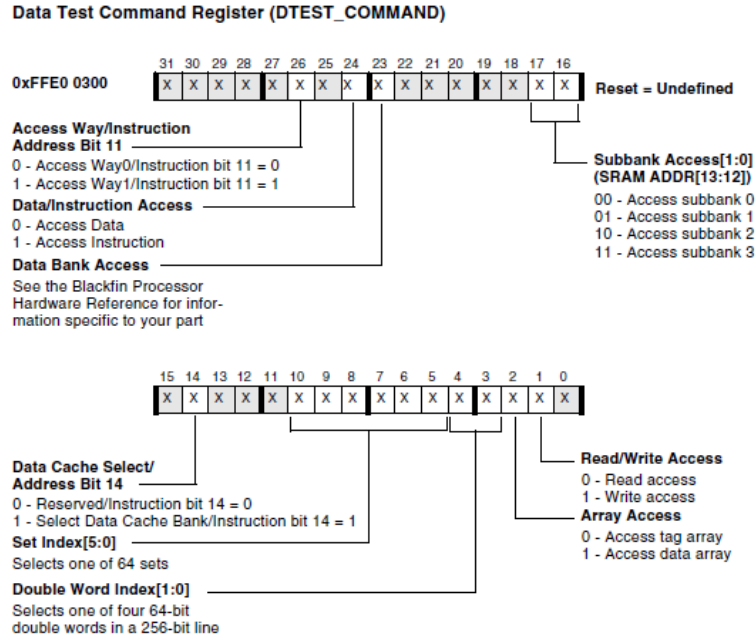 Data Test Command Register (DTEST_COMMAND)
31 30 29 28 27 26 25 24 23 22 21 20 19 18 17 16
0xFFE0 0300
X X X X X X X X X X X X X X X X
Reset = Undefined
Access Way/Instruction
Address Bit 11
0 - Access Way0/Instruction bit 11 = 0
1 - Access Way1/Instruction bit 11 = 1
Data/Instruction Access
0 - Access Data
1 - Access Instruction
Data Bank Access
See the Blackfin Processor
Hardware Reference for infor-
mation specific to your part
Subbank Access[1:0]
(SRAM ADDR[13:12])
00 - Access subbank 0
01 - Access subbank 1
10 - Access subbank 2
11 - Access subbank 3
15 14 13 12 11 10 9 8 7 6 5 4 3 2 1 0
X X X X X X X X X X X X X X X X
Data Cache Select/
Address Bit 14
0 - Reserved/Instruction bit 14 = 0
1 - Select Data Cache Bank/Instruction bit 14 = 1
Set Index[5:0]
Selects one of 64 sets
Double Word Index[1:0]
Selects one of four 64-bit
double words in a 256-bit line
Read/Write Access
0 - Read access
1 - Write access
Array Access
0 - Access tag array
1 - Access data array